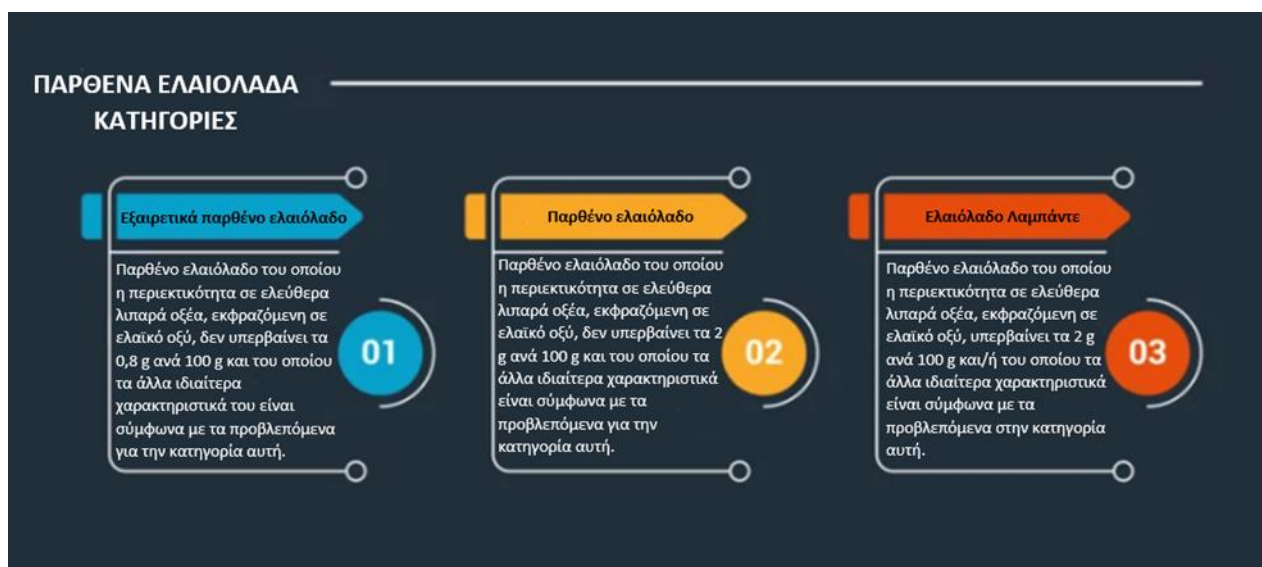 ΠΑΡΘΕΝΑ ΕΛΑΙΟΛΑΔΑ
ΚΑΤΗΓΟΡΙΕΣ
Εξαιρετικά παρθένο ελαιόλαδο
Παρθένο ελαιόλαδο του οποίου
η περιεκτικότητα σε ελεύθερα
λιπαρά οξέα, εκφραζόμενη σε
ελαϊκό οξύ, δεν υπερβαίνει τα
0,8 g ανά 100 g και του οποίου
τα άλλα ιδιαίτερα
χαρακτηριστικά του είναι
σύμφωνα με τα προβλεπόμενα
για την κατηγορία αυτή.
01
Παρθένο ελαιόλαδο
Παρθένο ελαιόλαδο του οποίου
η περιεκτικότητα σε ελεύθερα
λιπαρά οξέα, εκφραζόμενη σε
ελαϊκό οξύ, δεν υπερβαίνει τα 2
g ανά 100 g και του οποίου τα
άλλα ιδιαίτερα χαρακτηριστικά
είναι σύμφωνα με τα
προβλεπόμενα για την
κατηγορία αυτή.
02
Ελαιόλαδο Λαμπάντε
Παρθένο ελαιόλαδο του οποίου
η περιεκτικότητα σε ελεύθερα
λιπαρά οξέα, εκφραζόμενη σε
ελαϊκό οξύ, υπερβαίνει τα 2 g
ανά 100 g και/ή του οποίου τα
άλλα ιδιαίτερα χαρακτηριστικά
είναι σύμφωνα με τα
προβλεπόμενα στην κατηγορία
αυτή.
03